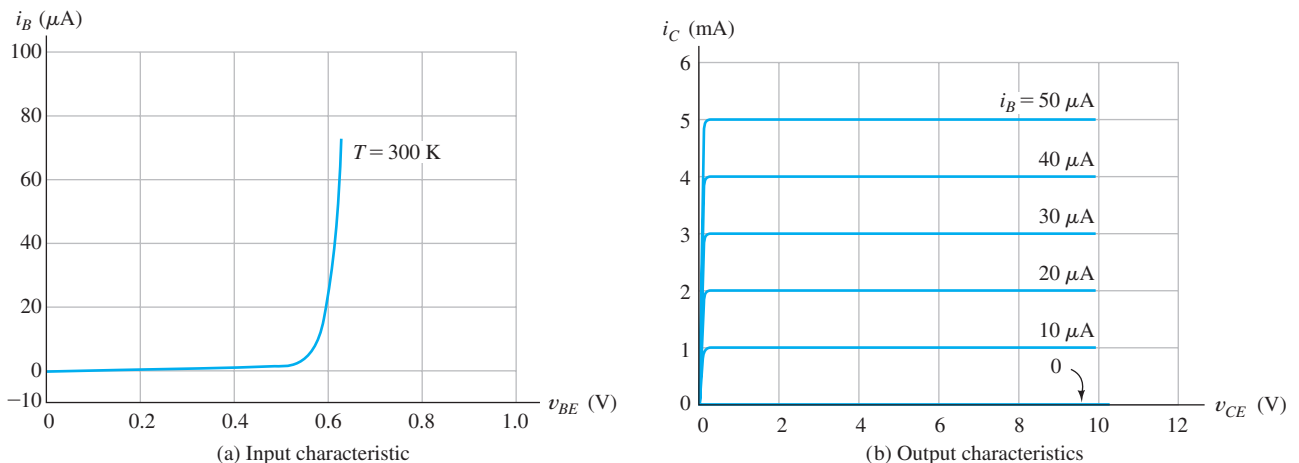 i_B (μA)
100
80
60
40
20
0
−10
T = 300 K
0
0.2
0.4
0.6
0.8
1.0
v_BE (V)
(a) Input characteristic
i_C (mA)
6
5
4
3
2
1
0
i_B = 50 μA
40 μA
30 μA
20 μA
10 μA
0
0
2
4
6
8
10
12
v_CE (V)
(b) Output characteristics